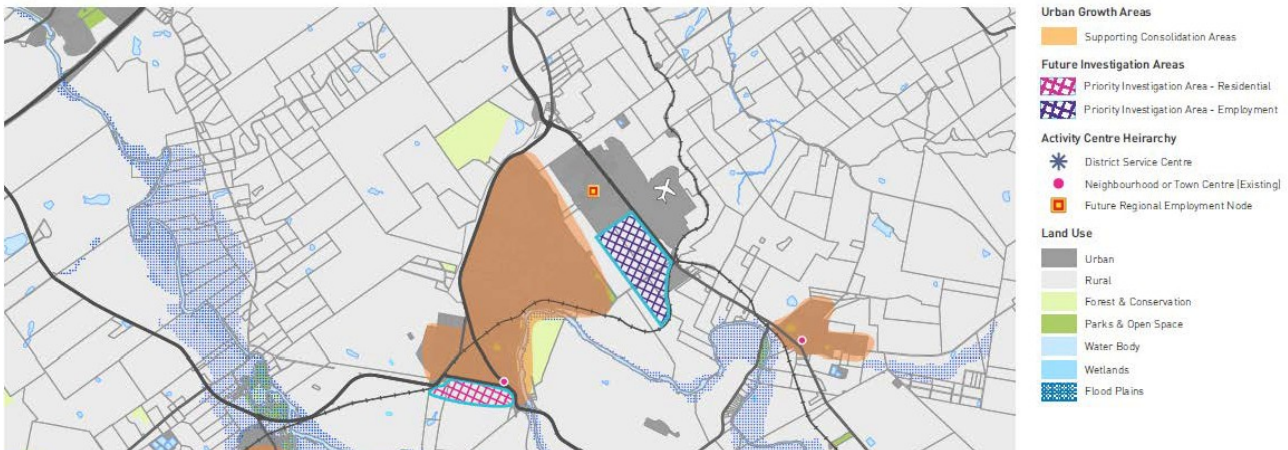 Urban Growth Areas
Supporting Consolidation Areas
Future Investigation Areas
Priority Investigation Area - Residential
Priority Investigation Area - Employment
Activity Centre Heirarchy
District Service Centre
Neighbourhood or Town Centre (Existing)
Future Regional Employment Node
Land Use
Urban
Rural
Forest & Conservation
Parks & Open Space
Water Body
Wetlands
Flood Plains